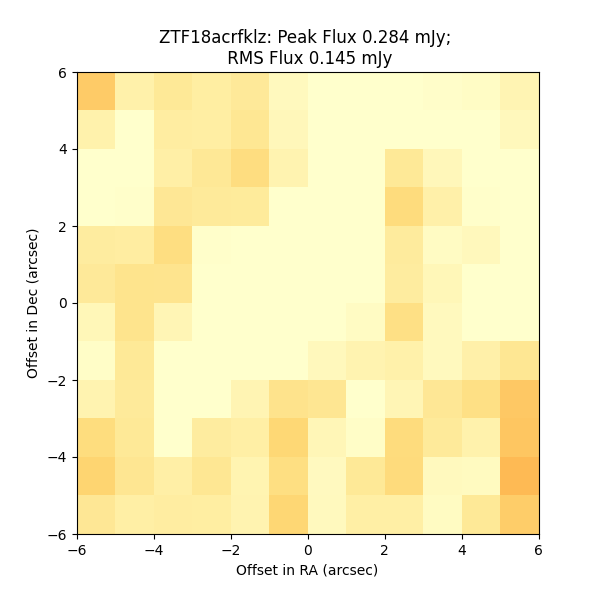 ZTF18acrfklz: Peak Flux 0.284 mJy;
RMS Flux 0.145 mJy
6
4
2
0
−2
−4
−6
Offset in Dec (arcsec)
−6 −4 −2 0 2 4 6
Offset in RA (arcsec)